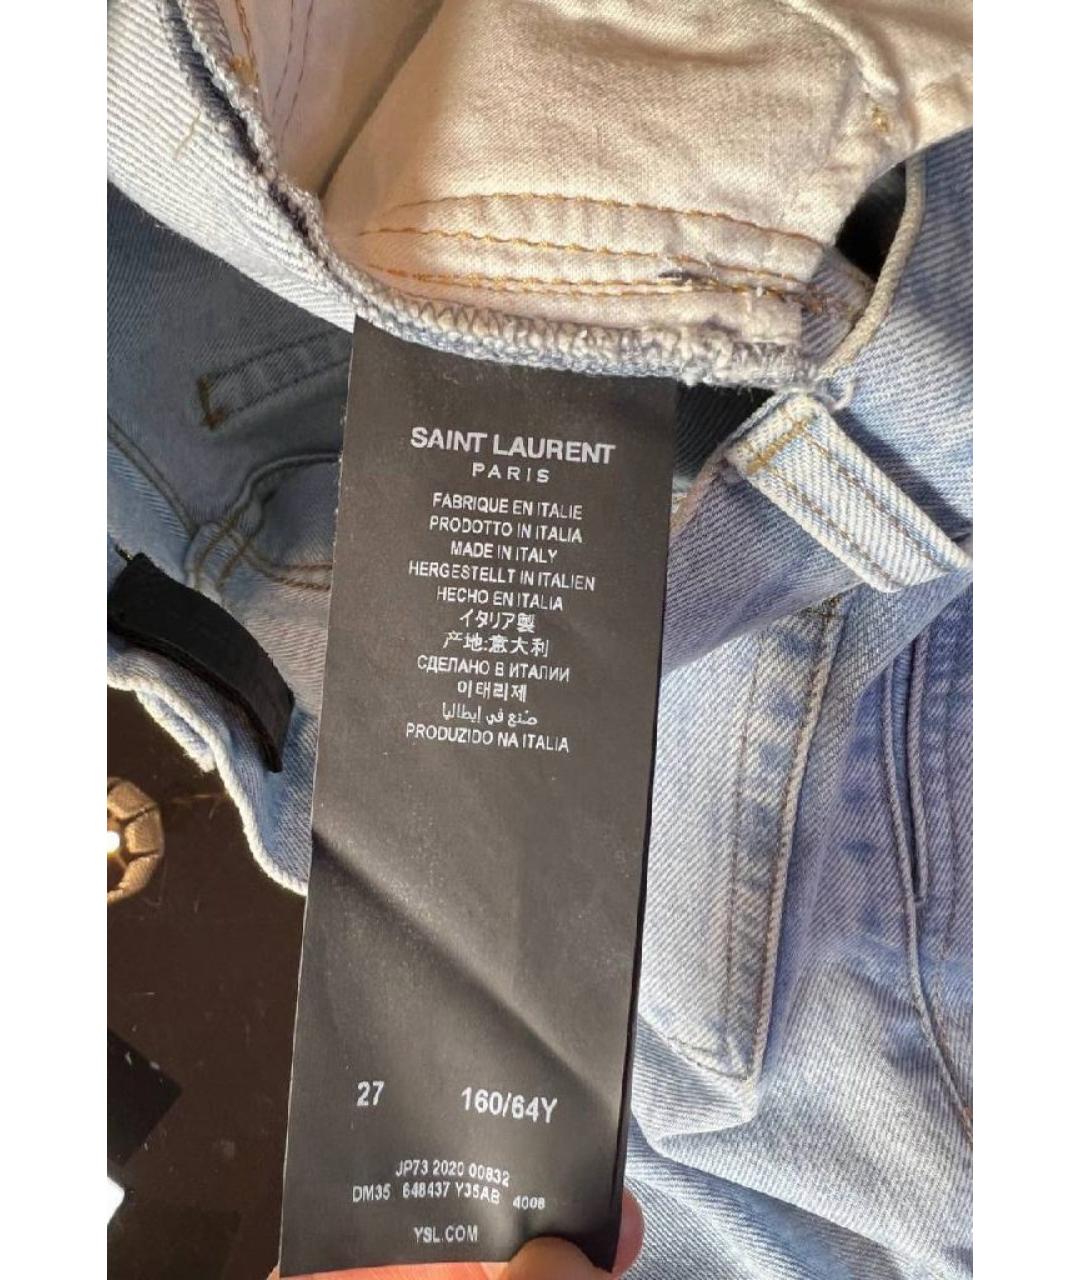 SAINT LAURENT
PARIS
FABRIQUE EN ITALIE
PRODOTTO IN ITALIA
MADE IN ITALY
HERGESTELLT IN ITALIEN
HECHO EN ITALIA
イタリア製
产地:意大利
СДЕЛАНО В ИТАЛИИ
이태리제
صنع في إيطاليا
PRODUZIDO NA ITALIA
27 160/64Y
JP73 2020 00832
DM35 648437 Y35AB 4008
YSL.COM